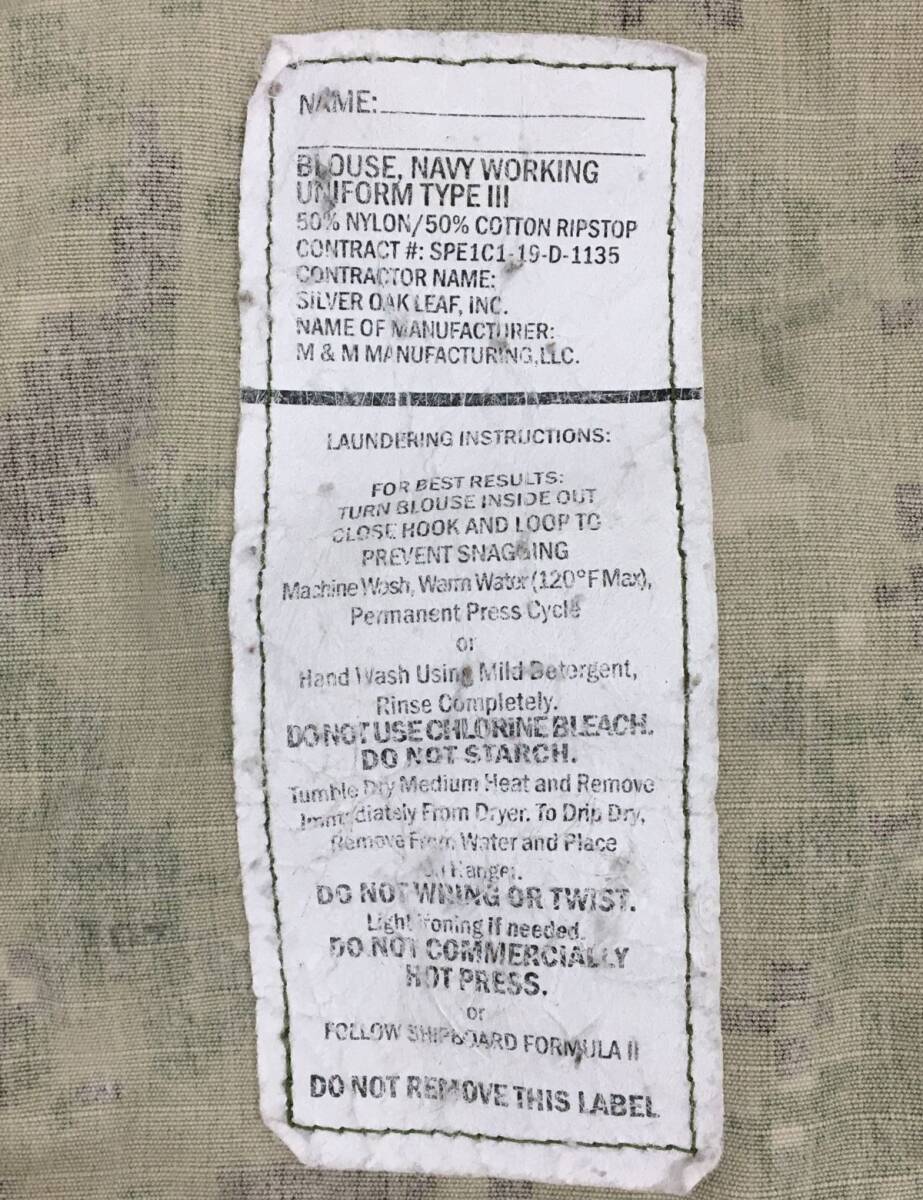 NAME:
BLOUSE, NAVY WORKING
UNIFORM TYPE III
50% NYLON/50% COTTON RIPSTOP
CONTRACT #: SPE1C1-19-D-1135
CONTRACTOR NAME:
SILVER OAK LEAF, INC.
NAME OF MANUFACTURER:
M & M MANUFACTURING,LLC.
LAUNDERING INSTRUCTIONS:
FOR BEST RESULTS:
TURN BLOUSE INSIDE OUT
CLOSE HOOK AND LOOP TO
PREVENT SNAGGING
Machine Wash, Warm Water (120°F Max),
Permanent Press Cycle
or
Hand Wash Using Mild Detergent,
Rinse Completely.
DO NOT USE CHLORINE BLEACH.
DO NOT STARCH.
Tumble Dry Medium Heat and Remove
Immediately From Dryer. To Drip Dry,
Remove From Water and Place
on Hanger.
DO NOT WRING OR TWIST.
Light Ironing if needed.
DO NOT COMMERCIALLY
HOT PRESS.
or
FOLLOW SHIPBOARD FORMULA II
DO NOT REMOVE THIS LABEL